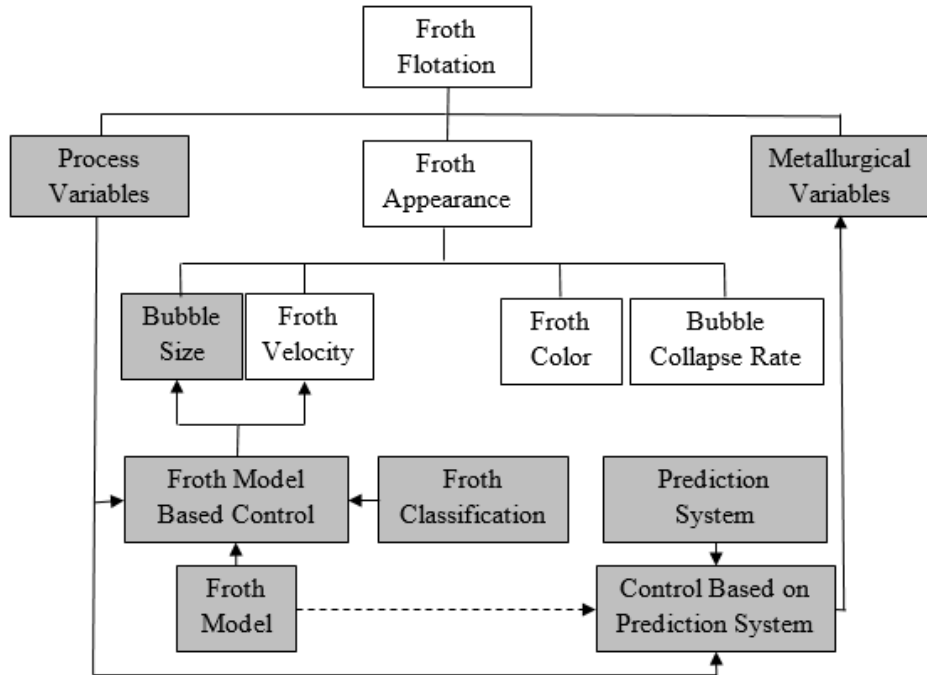 Froth
Flotation
Process
Variables
Froth
Appearance
Metallurgical
Variables
Bubble
Size
Froth
Velocity
Froth
Color
Bubble
Collapse Rate
Froth Model
Based Control
Froth
Classification
Prediction
System
Froth
Model
Control Based on
Prediction System